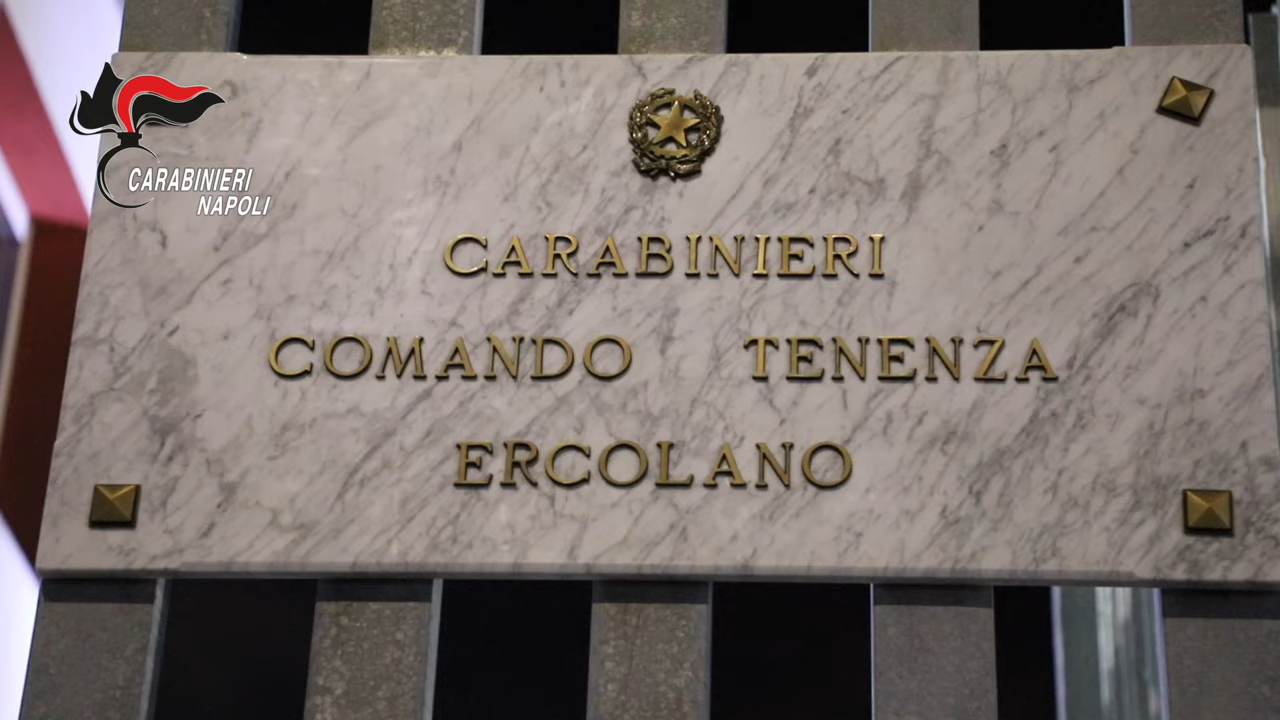 CARABINIERI
NAPOLI
CARABINIERI
COMANDO TENENZA
ERCOLANO